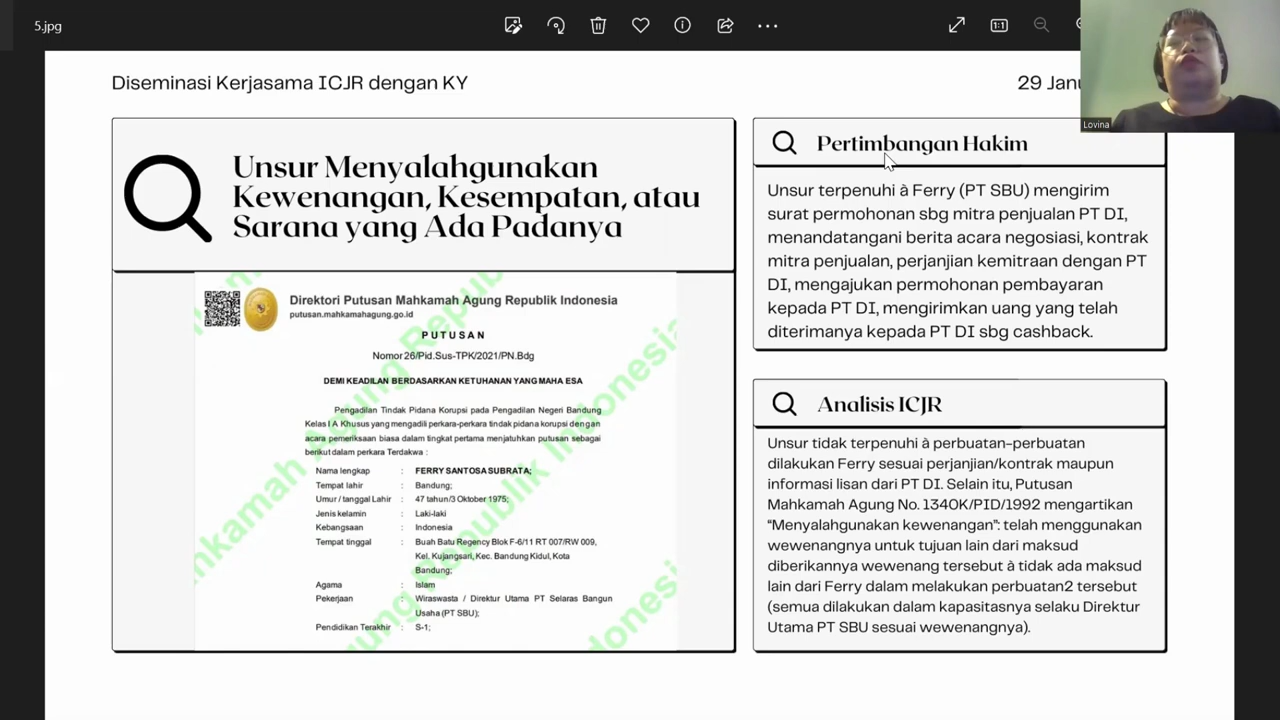 5.jpg
Diseminasi Kerjasama ICJR dengan KY
29 Janu
Lovina
Unsur Menyalahgunakan
Kewenangan, Kesempatan, atau
Sarana yang Ada Padanya
Direktori Putusan Mahkamah Agung Republik Indonesia
putusan.mahkamahagung.go.id
P U T U S A N
Nomor 26/Pid.Sus-TPK/2021/PN.Bdg
DEMI KEADILAN BERDASARKAN KETUHANAN YANG MAHA ESA
Pengadilan Tindak Pidana Korupsi pada Pengadilan Negeri Bandung
Kelas I A Khusus yang mengadili perkara-perkara tindak pidana korupsi dengan
acara pemeriksaan biasa dalam tingkat pertama menjatuhkan putusan sebagai
berikut dalam perkara Terdakwa :
Nama lengkap : FERRY SANTOSA SUBRATA;
Tempat lahir : Bandung;
Umur / tanggal Lahir : 47 tahun/3 Oktober 1975;
Jenis kelamin : Laki-laki
Kebangsaan : Indonesia
Tempat tinggal : Buah Batu Regency Blok F-6/11 RT 007/RW 009,
Kel. Kujangsari, Kec. Bandung Kidul, Kota
Bandung;
Agama : Islam
Pekerjaan : Wiraswasta / Direktur Utama PT Selaras Bangun
Usaha (PT SBU);
Pendidikan Terakhir : S-1;
Pertimbangan Hakim
Unsur terpenuhi à Ferry (PT SBU) mengirim
surat permohonan sbg mitra penjualan PT DI,
menandatangani berita acara negosiasi, kontrak
mitra penjualan, perjanjian kemitraan dengan PT
DI, mengajukan permohonan pembayaran
kepada PT DI, mengirimkan uang yang telah
diterimanya kepada PT DI sbg cashback.
Analisis ICJR
Unsur tidak terpenuhi à perbuatan-perbuatan
dilakukan Ferry sesuai perjanjian/kontrak maupun
informasi lisan dari PT DI. Selain itu, Putusan
Mahkamah Agung No. 1340K/PID/1992 mengartikan
“Menyalahgunakan kewenangan”: telah menggunakan
wewenangnya untuk tujuan lain dari maksud
diberikannya wewenang tersebut à tidak ada maksud
lain dari Ferry dalam melakukan perbuatan2 tersebut
(semua dilakukan dalam kapasitasnya selaku Direktur
Utama PT SBU sesuai wewenangnya).